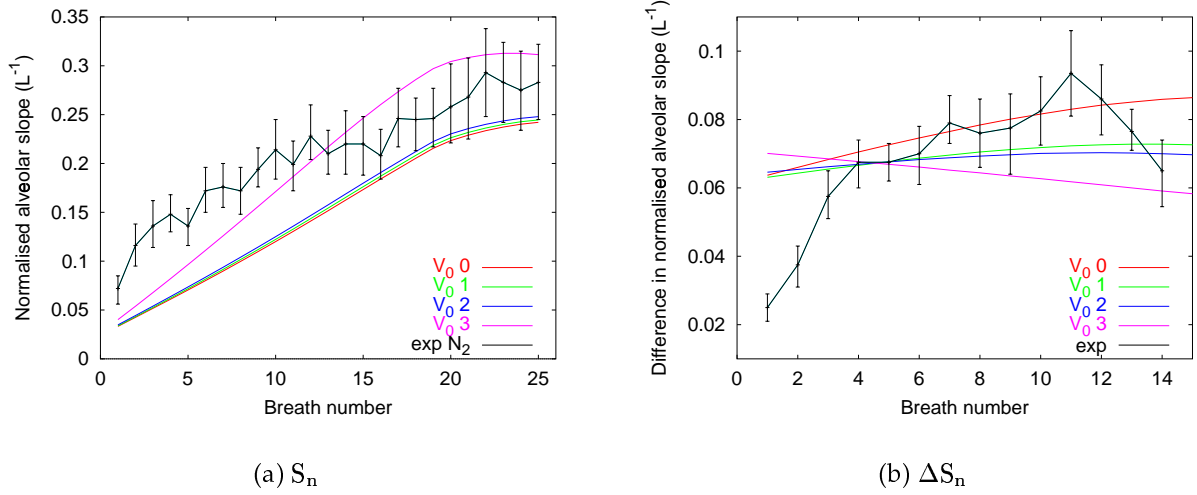 Normalised alveolar slope (L⁻¹)
0.35
0.3
0.25
0.2
0.15
0.1
0.05
0
0 5 10 15 20 25
Breath number
V₀ 0
V₀ 1
V₀ 2
V₀ 3
exp N₂
(a) Sₙ
Difference in normalised alveolar slope (L⁻¹)
0.1
0.08
0.06
0.04
0.02
0 2 4 6 8 10 12 14
Breath number
V₀ 0
V₀ 1
V₀ 2
V₀ 3
exp
(b) ΔSₙ